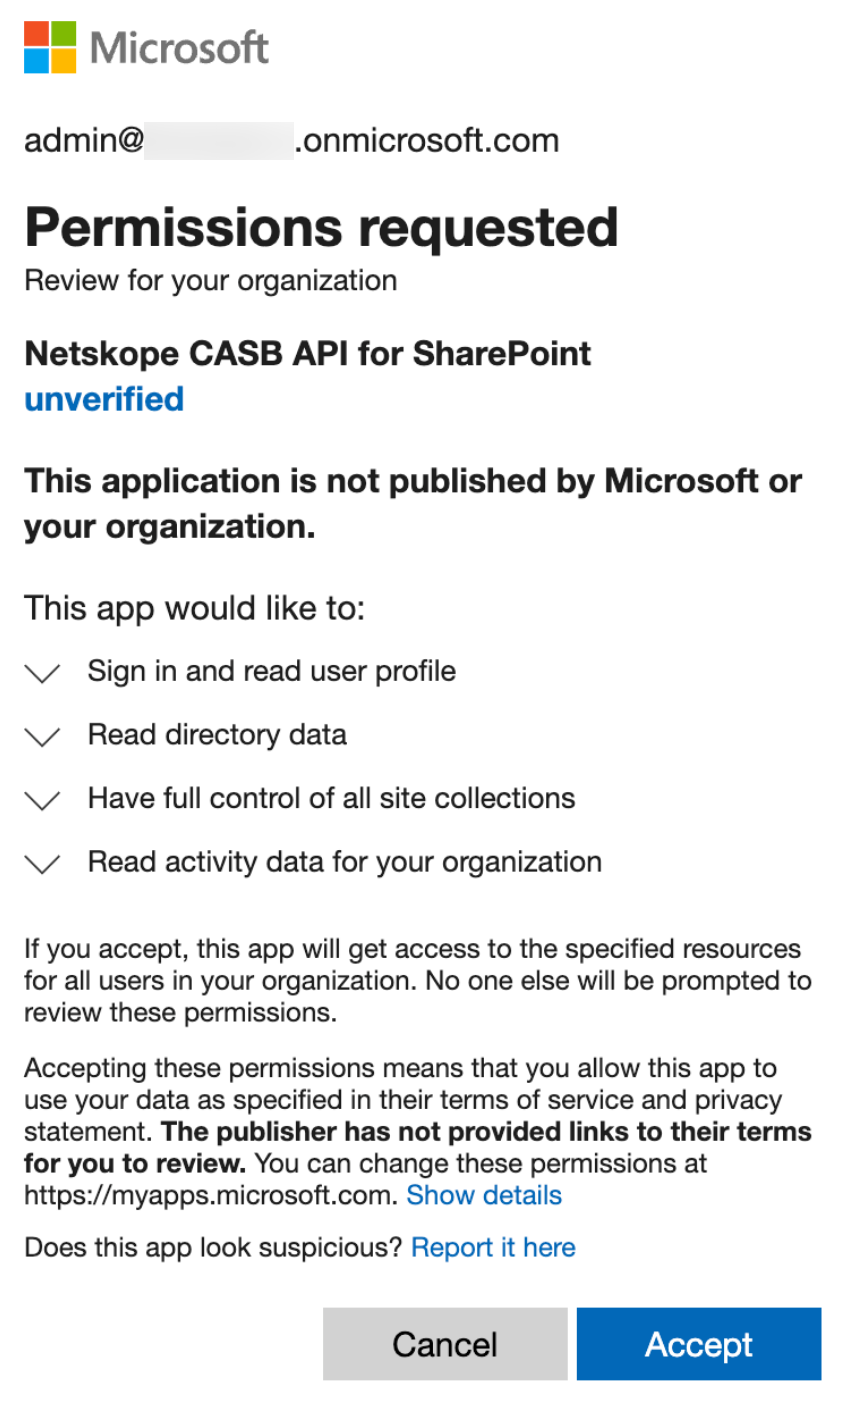 Microsoft
admin@ .onmicrosoft.com
Permissions requested
Review for your organization
Netskope CASB API for SharePoint
unverified
This application is not published by Microsoft or
your organization.
This app would like to:
Sign in and read user profile
Read directory data
Have full control of all site collections
Read activity data for your organization
If you accept, this app will get access to the specified resources
for all users in your organization. No one else will be prompted to
review these permissions.
Accepting these permissions means that you allow this app to
use your data as specified in their terms of service and privacy
statement. The publisher has not provided links to their terms
for you to review. You can change these permissions at
https://myapps.microsoft.com. Show details
Does this app look suspicious? Report it here
Cancel Accept